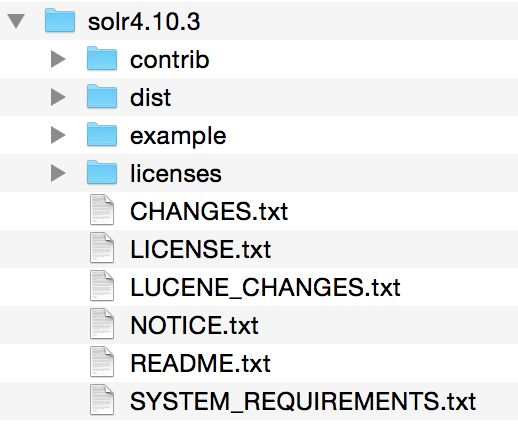 solr4.10.3
contrib
dist
example
licenses
CHANGES.txt
LICENSE.txt
LUCENE_CHANGES.txt
NOTICE.txt
README.txt
SYSTEM_REQUIREMENTS.txt